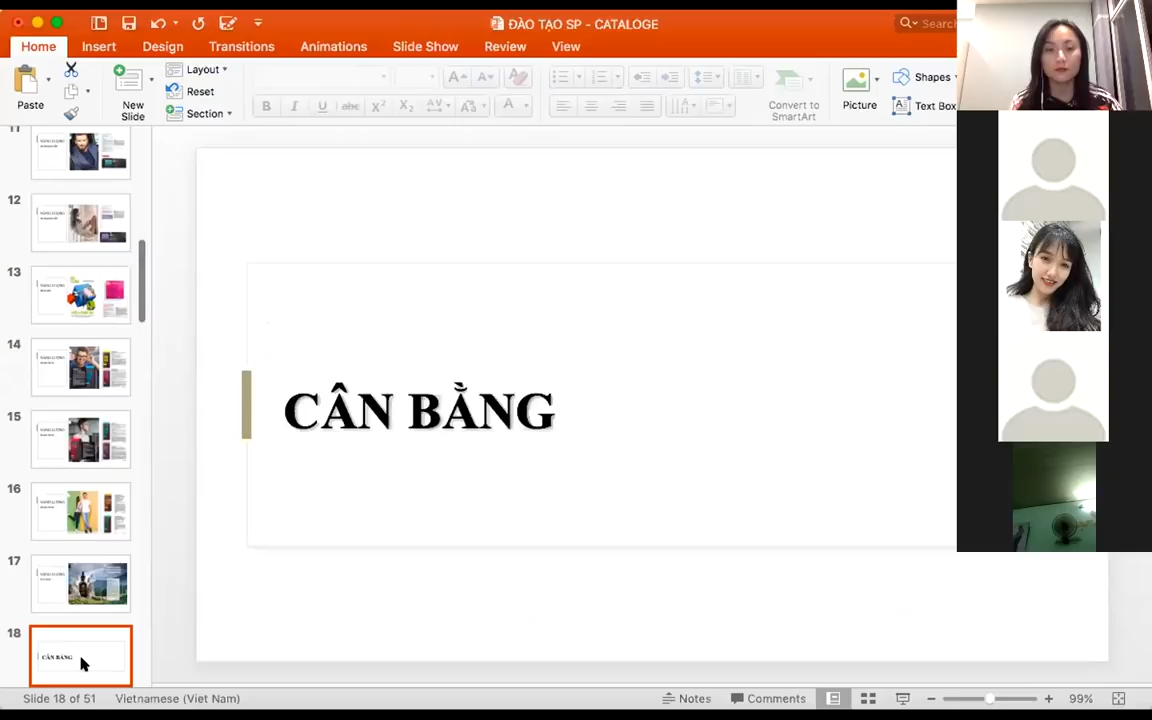 ĐÀO TẠO SP - CATALOGE
Search
Home Insert Design Transitions Animations Slide Show Review View
Paste
New Slide
Layout
Reset
Section
Convert to SmartArt
Picture
Shapes
Text Box
12
13
14
15
16
17
18
CÂN BẰNG
CÂN BẰNG
Slide 18 of 51 Vietnamese (Viet Nam) Notes Comments 99%